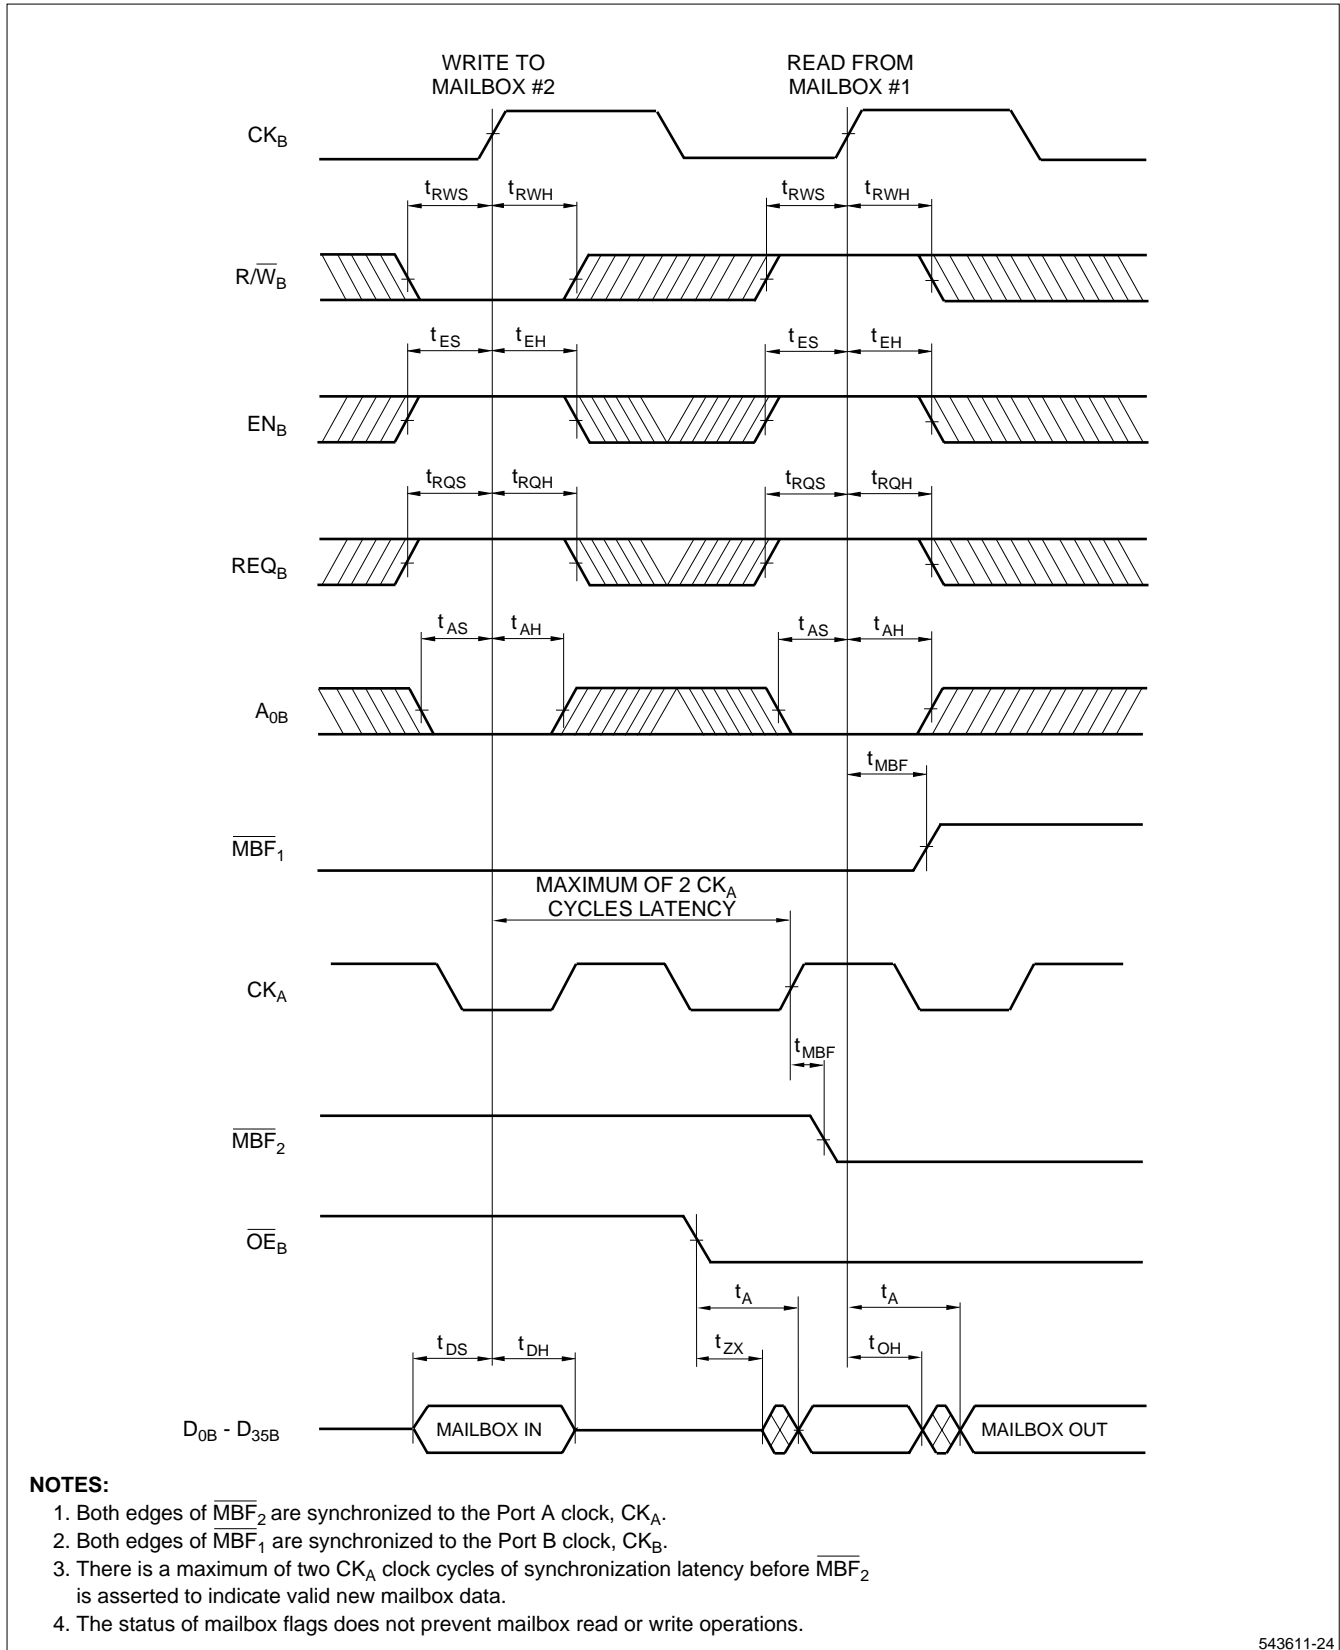 WRITE TO
MAILBOX #2
READ FROM
MAILBOX #1
CKB
tRWS
tRWH
tRWS
tRWH
R/W̅B
tES
tEH
tES
tEH
ENB
tRQS
tRQH
tRQS
tRQH
REQB
tAS
tAH
tAS
tAH
A0B
tMBF
M̅B̅F̅1
MAXIMUM OF 2 CKA
CYCLES LATENCY
CKA
tMBF
M̅B̅F̅2
O̅E̅B
tA
tA
tDS
tDH
tZX
tOH
D0B - D35B
MAILBOX IN
MAILBOX OUT
NOTES:
1. Both edges of M̅B̅F̅2 are synchronized to the Port A clock, CKA.
2. Both edges of M̅B̅F̅1 are synchronized to the Port B clock, CKB.
3. There is a maximum of two CKA clock cycles of synchronization latency before M̅B̅F̅2
is asserted to indicate valid new mailbox data.
4. The status of mailbox flags does not prevent mailbox read or write operations.
543611-24